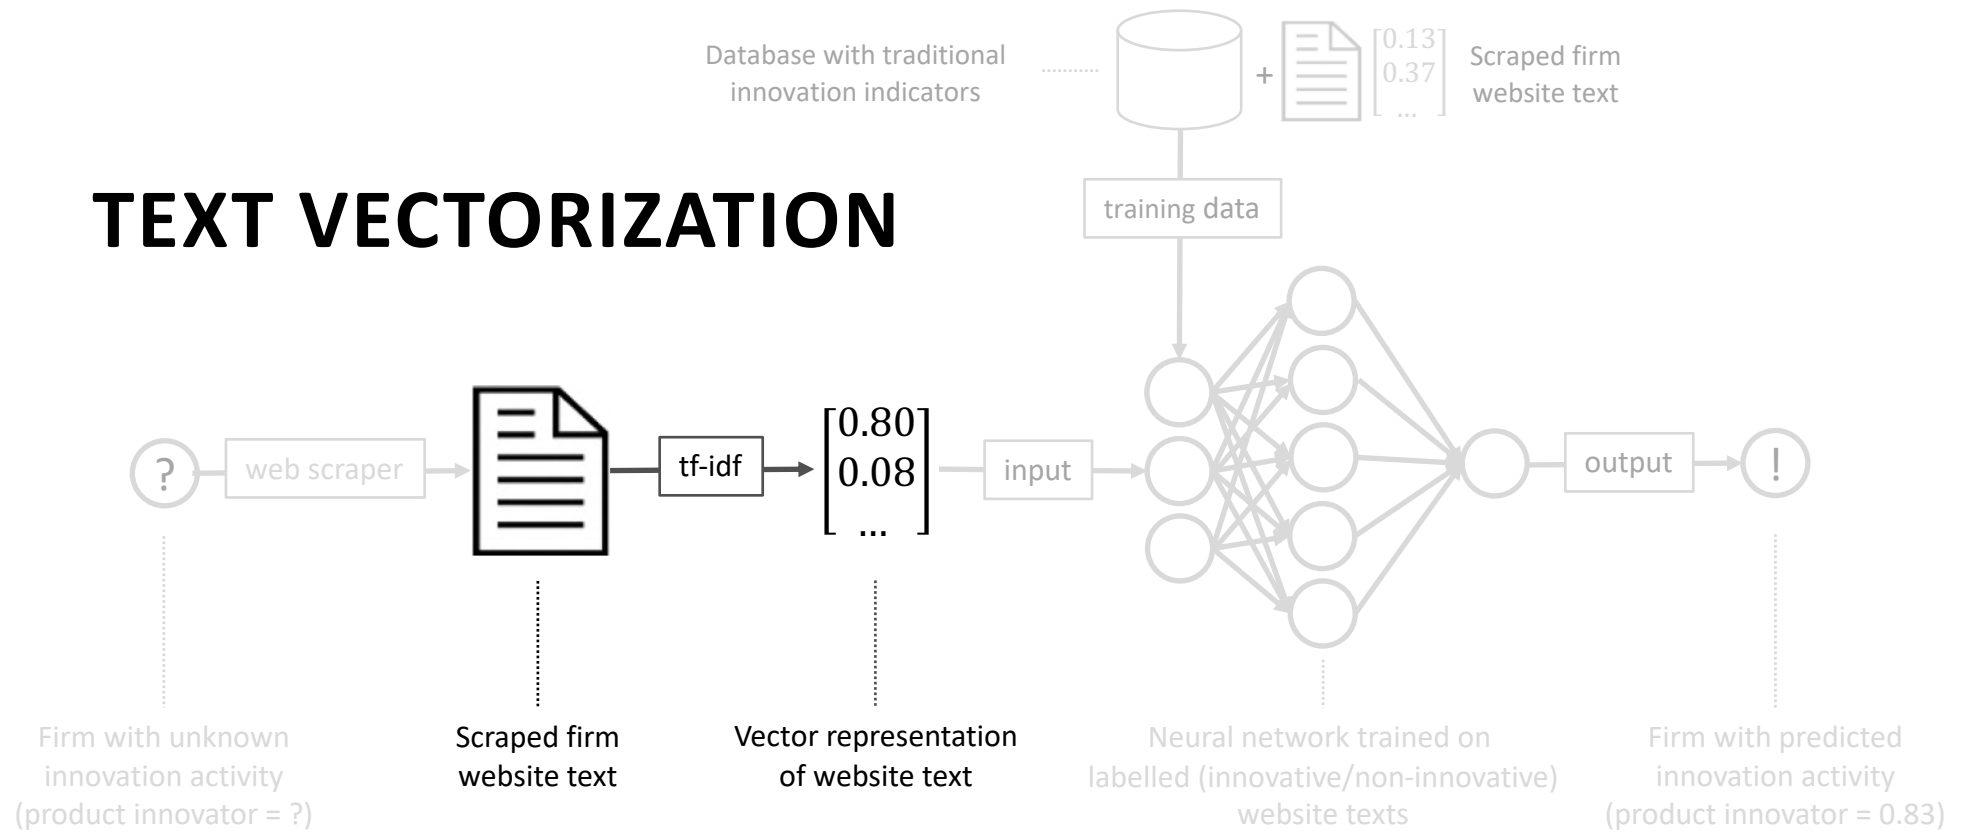 Database with traditional
innovation indicators
+
[0.13]
0.37
...
Scraped firm
website text
training data
TEXT VECTORIZATION
?
web scraper
tf-idf
[0.80]
0.08
...
input
output
!
Firm with unknown
innovation activity
(product innovator = ?)
Scraped firm
website text
Vector representation
of website text
Neural network trained on
labelled (innovative/non-innovative)
website texts
Firm with predicted
innovation activity
(product innovator = 0.83)